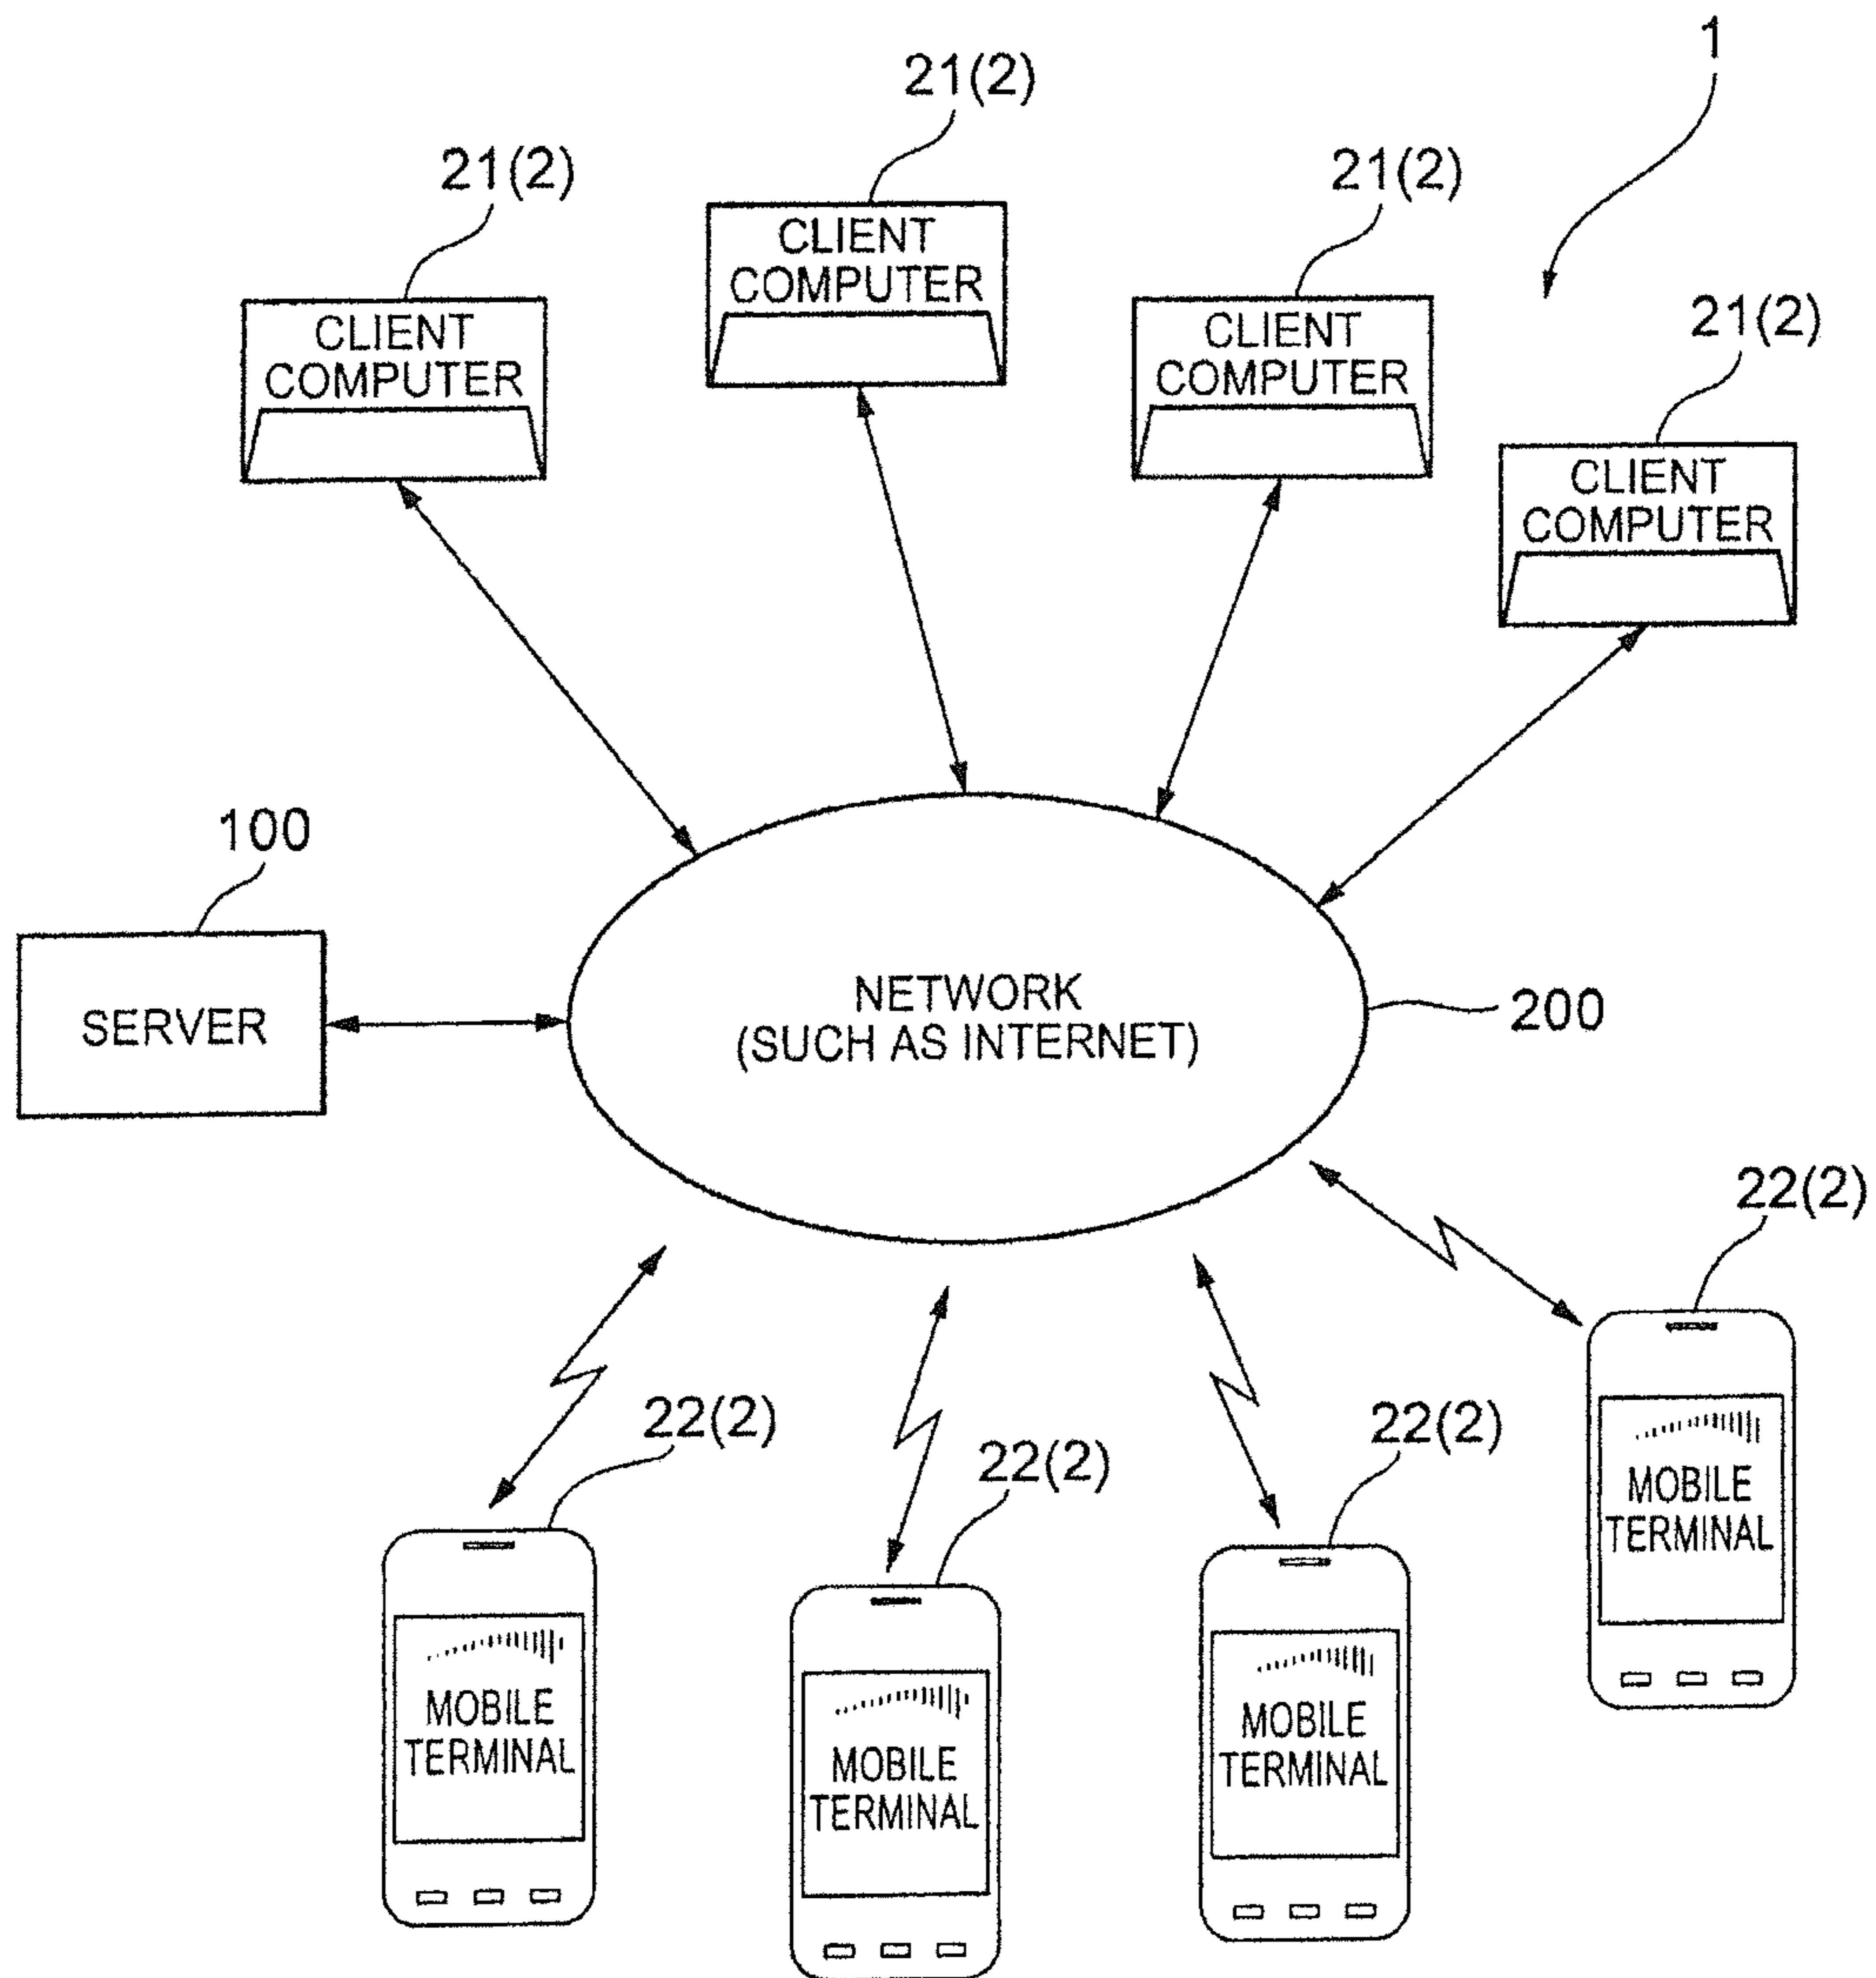 1
21(2)
21(2)
21(2)
21(2)
CLIENT
COMPUTER
CLIENT
COMPUTER
CLIENT
COMPUTER
CLIENT
COMPUTER
100
SERVER
NETWORK
(SUCH AS INTERNET)
200
22(2)
22(2)
22(2)
22(2)
MOBILE
TERMINAL
MOBILE
TERMINAL
MOBILE
TERMINAL
MOBILE
TERMINAL